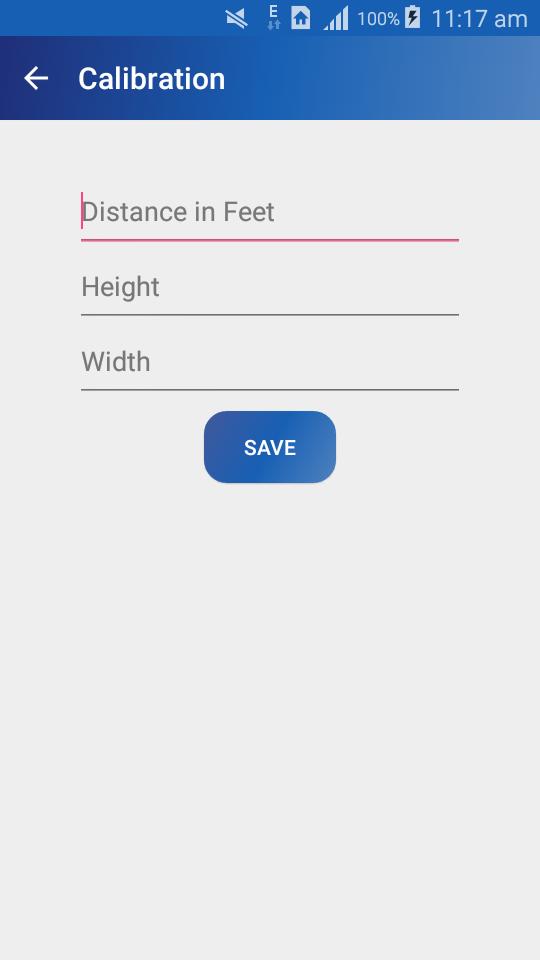 E 100% 11:17 am
Calibration
Distance in Feet
Height
Width
SAVE